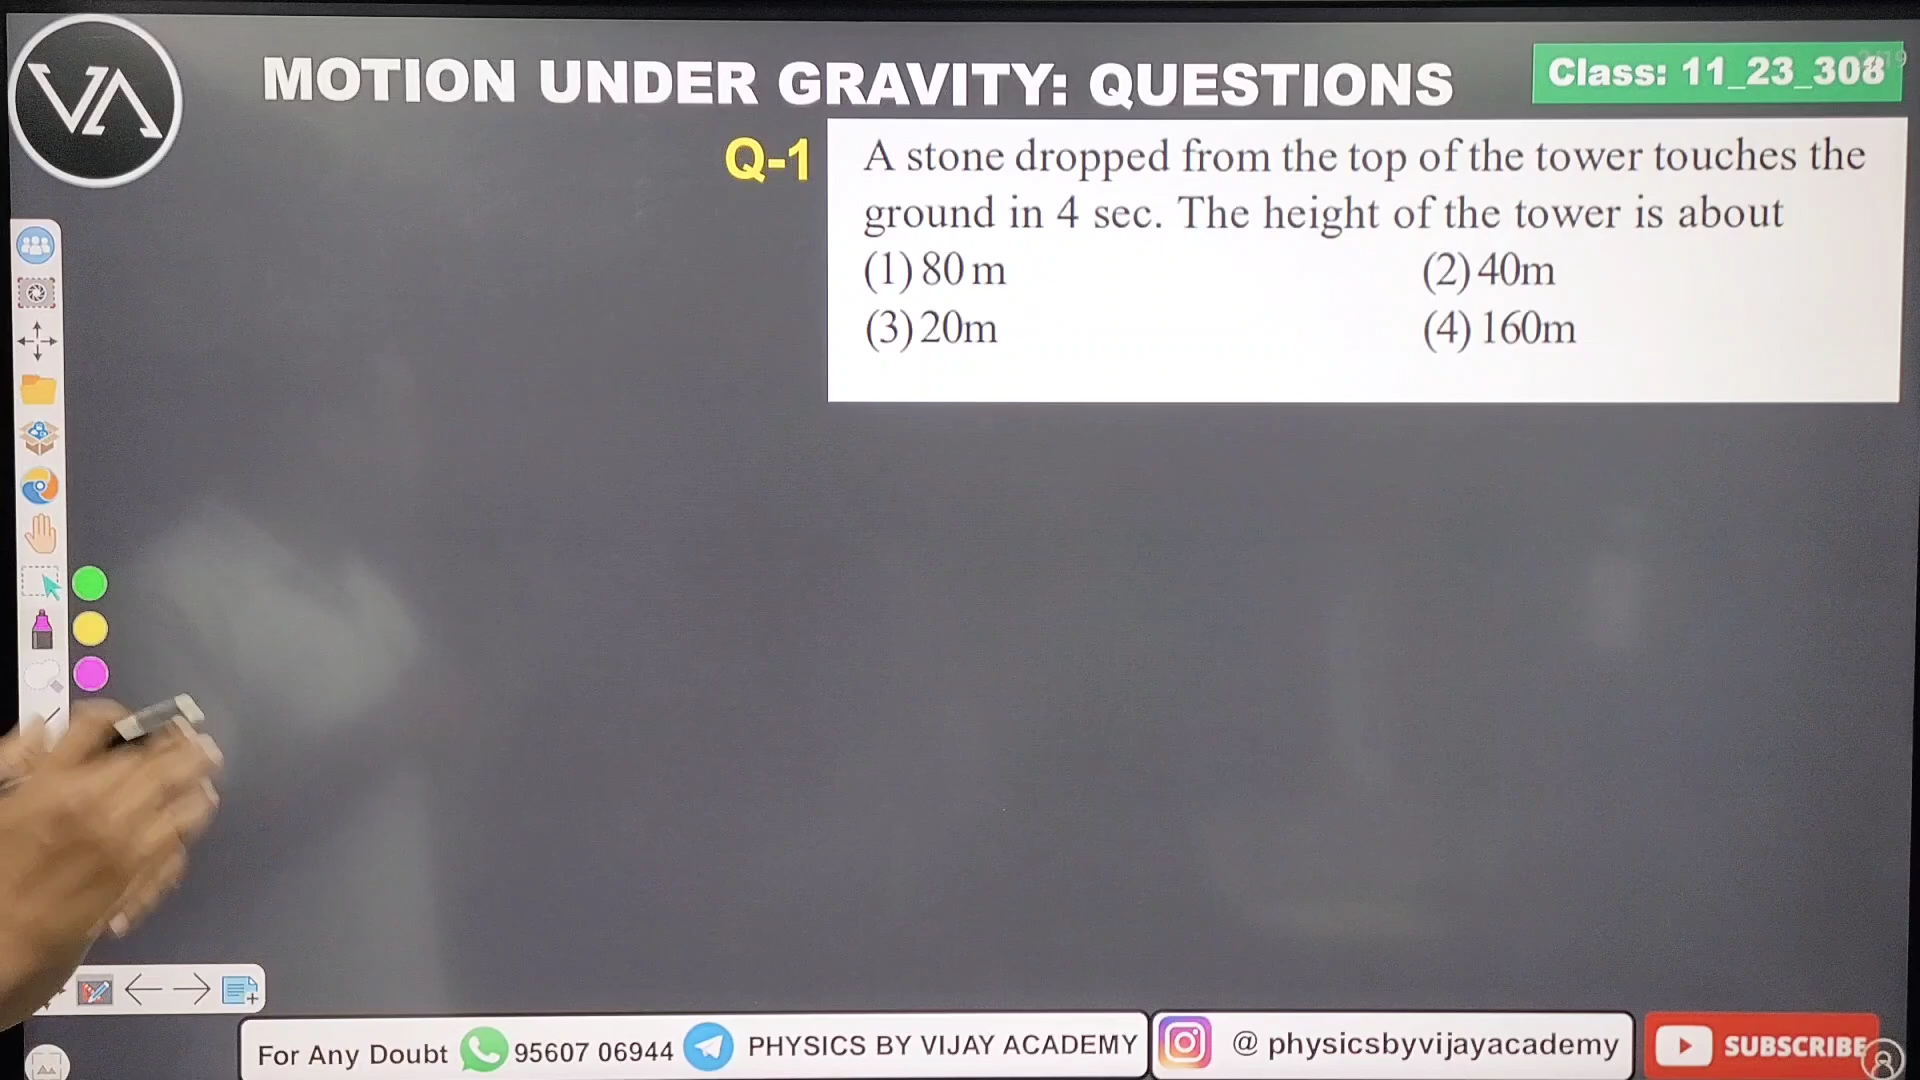 VA
MOTION UNDER GRAVITY: QUESTIONS
Class: 11_23_308
Q-1
A stone dropped from the top of the tower touches the
ground in 4 sec. The height of the tower is about
(1) 80 m (2) 40m
(3) 20m (4) 160m
For Any Doubt 95607 06944 PHYSICS BY VIJAY ACADEMY @ physicsbyvijayacademy SUBSCRIBE